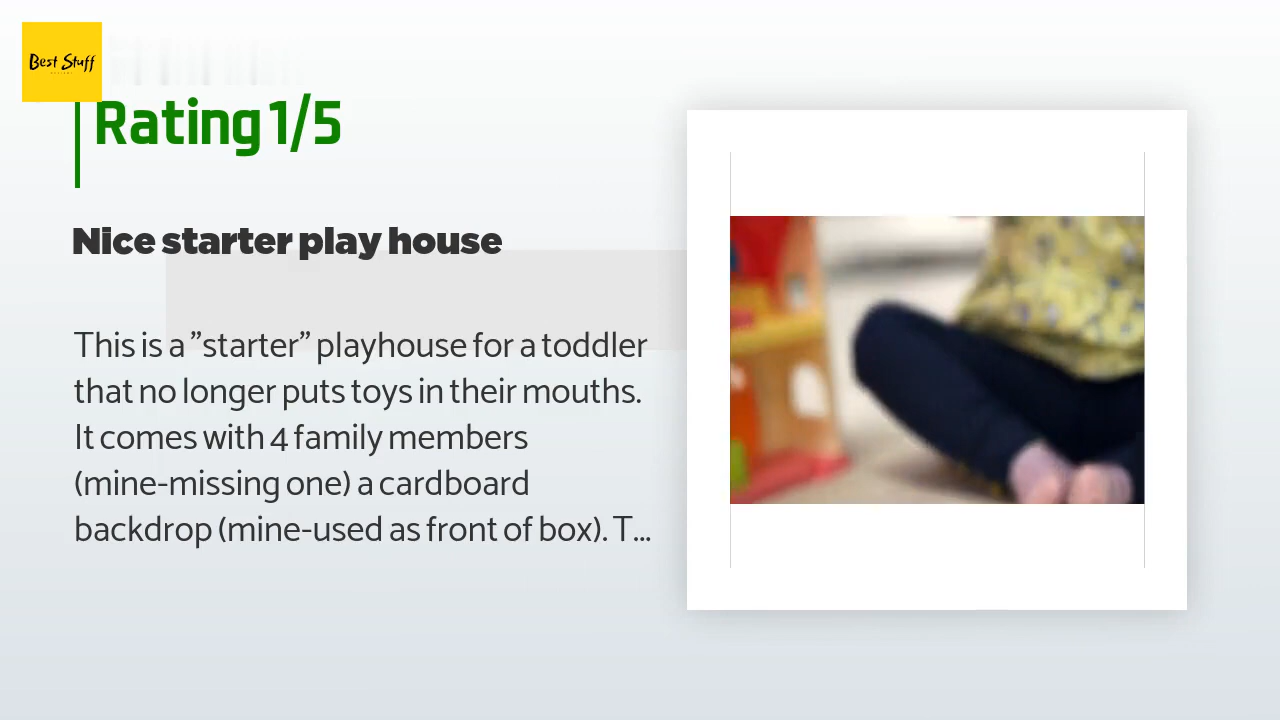 Best Stuff
Rating 1/5
Nice starter play house
This is a ”starter” playhouse for a toddler
that no longer puts toys in their mouths.
It comes with 4 family members
(mine-missing one) a cardboard
backdrop (mine-used as front of box). T...